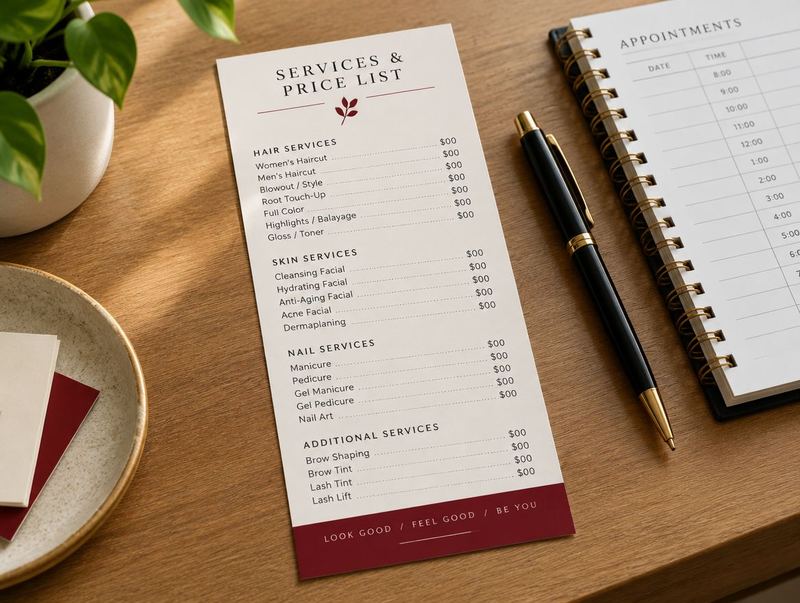 SERVICES &
PRICE LIST
HAIR SERVICES
Women's Haircut $00
Men's Haircut $00
Blowout / Style $00
Root Touch-Up $00
Full Color $00
Highlights / Balayage $00
Gloss / Toner $00
SKIN SERVICES
Cleansing Facial $00
Hydrating Facial $00
Anti-Aging Facial $00
Acne Facial $00
Dermaplaning $00
NAIL SERVICES
Manicure $00
Pedicure $00
Gel Manicure $00
Gel Pedicure $00
Nail Art $00
ADDITIONAL SERVICES
Brow Shaping $00
Brow Tint $00
Lash Tint $00
Lash Lift $00
LOOK GOOD / FEEL GOOD / BE YOU
APPOINTMENTS
DATE TIME
8:00
9:00
10:00
11:00
12:00
1:00
2:00
3:00
4:00
5:00